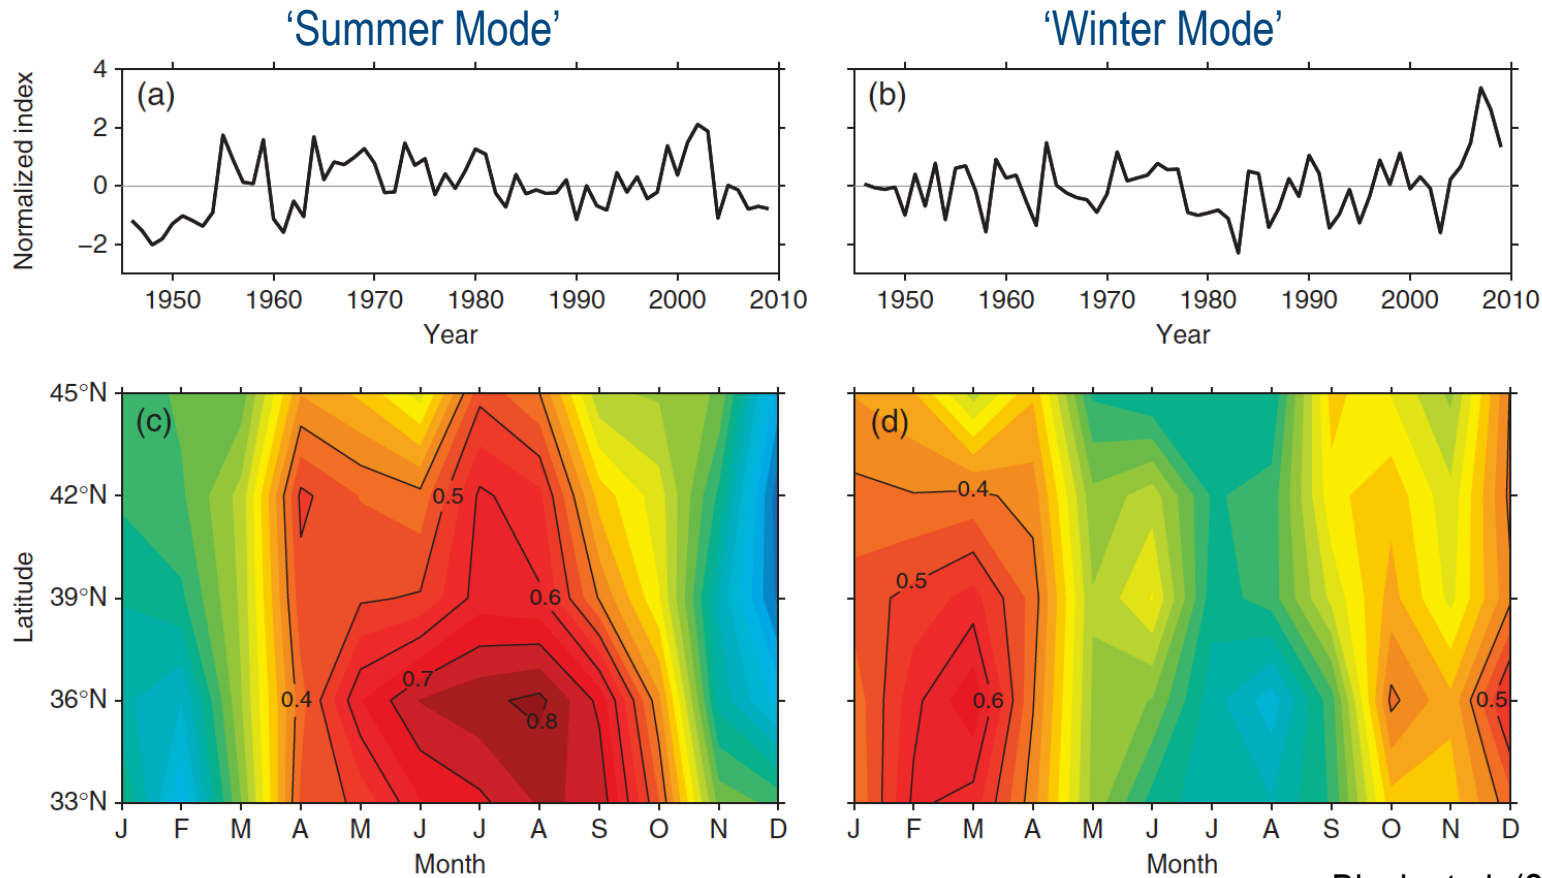 ‘Summer Mode’
‘Winter Mode’
Normalized index
4
2
0
−2
(a)
(b)
1950 1960 1970 1980 1990 2000 2010
1950 1960 1970 1980 1990 2000 2010
Year
Year
Latitude
45°N
42°N
39°N
36°N
33°N
(c)
0.5
0.6
0.7
0.4
0.8
(d)
0.4
0.5
0.6
0.5
J F M A M J J A S O N D
J F M A M J J A S O N D
Month
Month